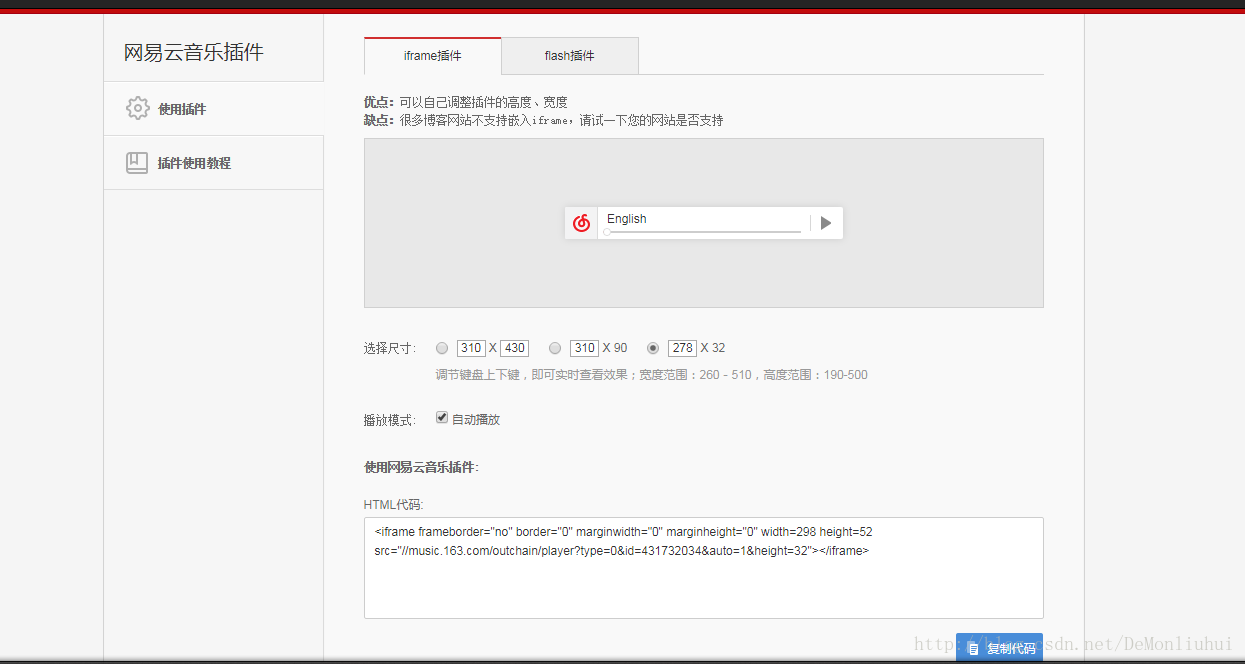 网易云音乐插件
使用插件
插件使用教程
iframe插件
flash插件
优点：可以自己调整插件的高度、宽度
缺点：很多博客网站不支持嵌入iframe，请试一下您的网站是否支持
English
选择尺寸： 310 X 430 310 X 90 278 X 32
调节键盘上下键，即可实时查看效果；宽度范围：260 - 510，高度范围：190-500
播放模式： 自动播放
使用网易云音乐插件：
HTML代码:
<iframe frameborder="no" border="0" marginwidth="0" marginheight="0" width=298 height=52
src="//music.163.com/outchain/player?type=0&id=431732034&auto=1&height=32"></iframe>
复制代码
http://blog.csdn.net/DeMonliuhui